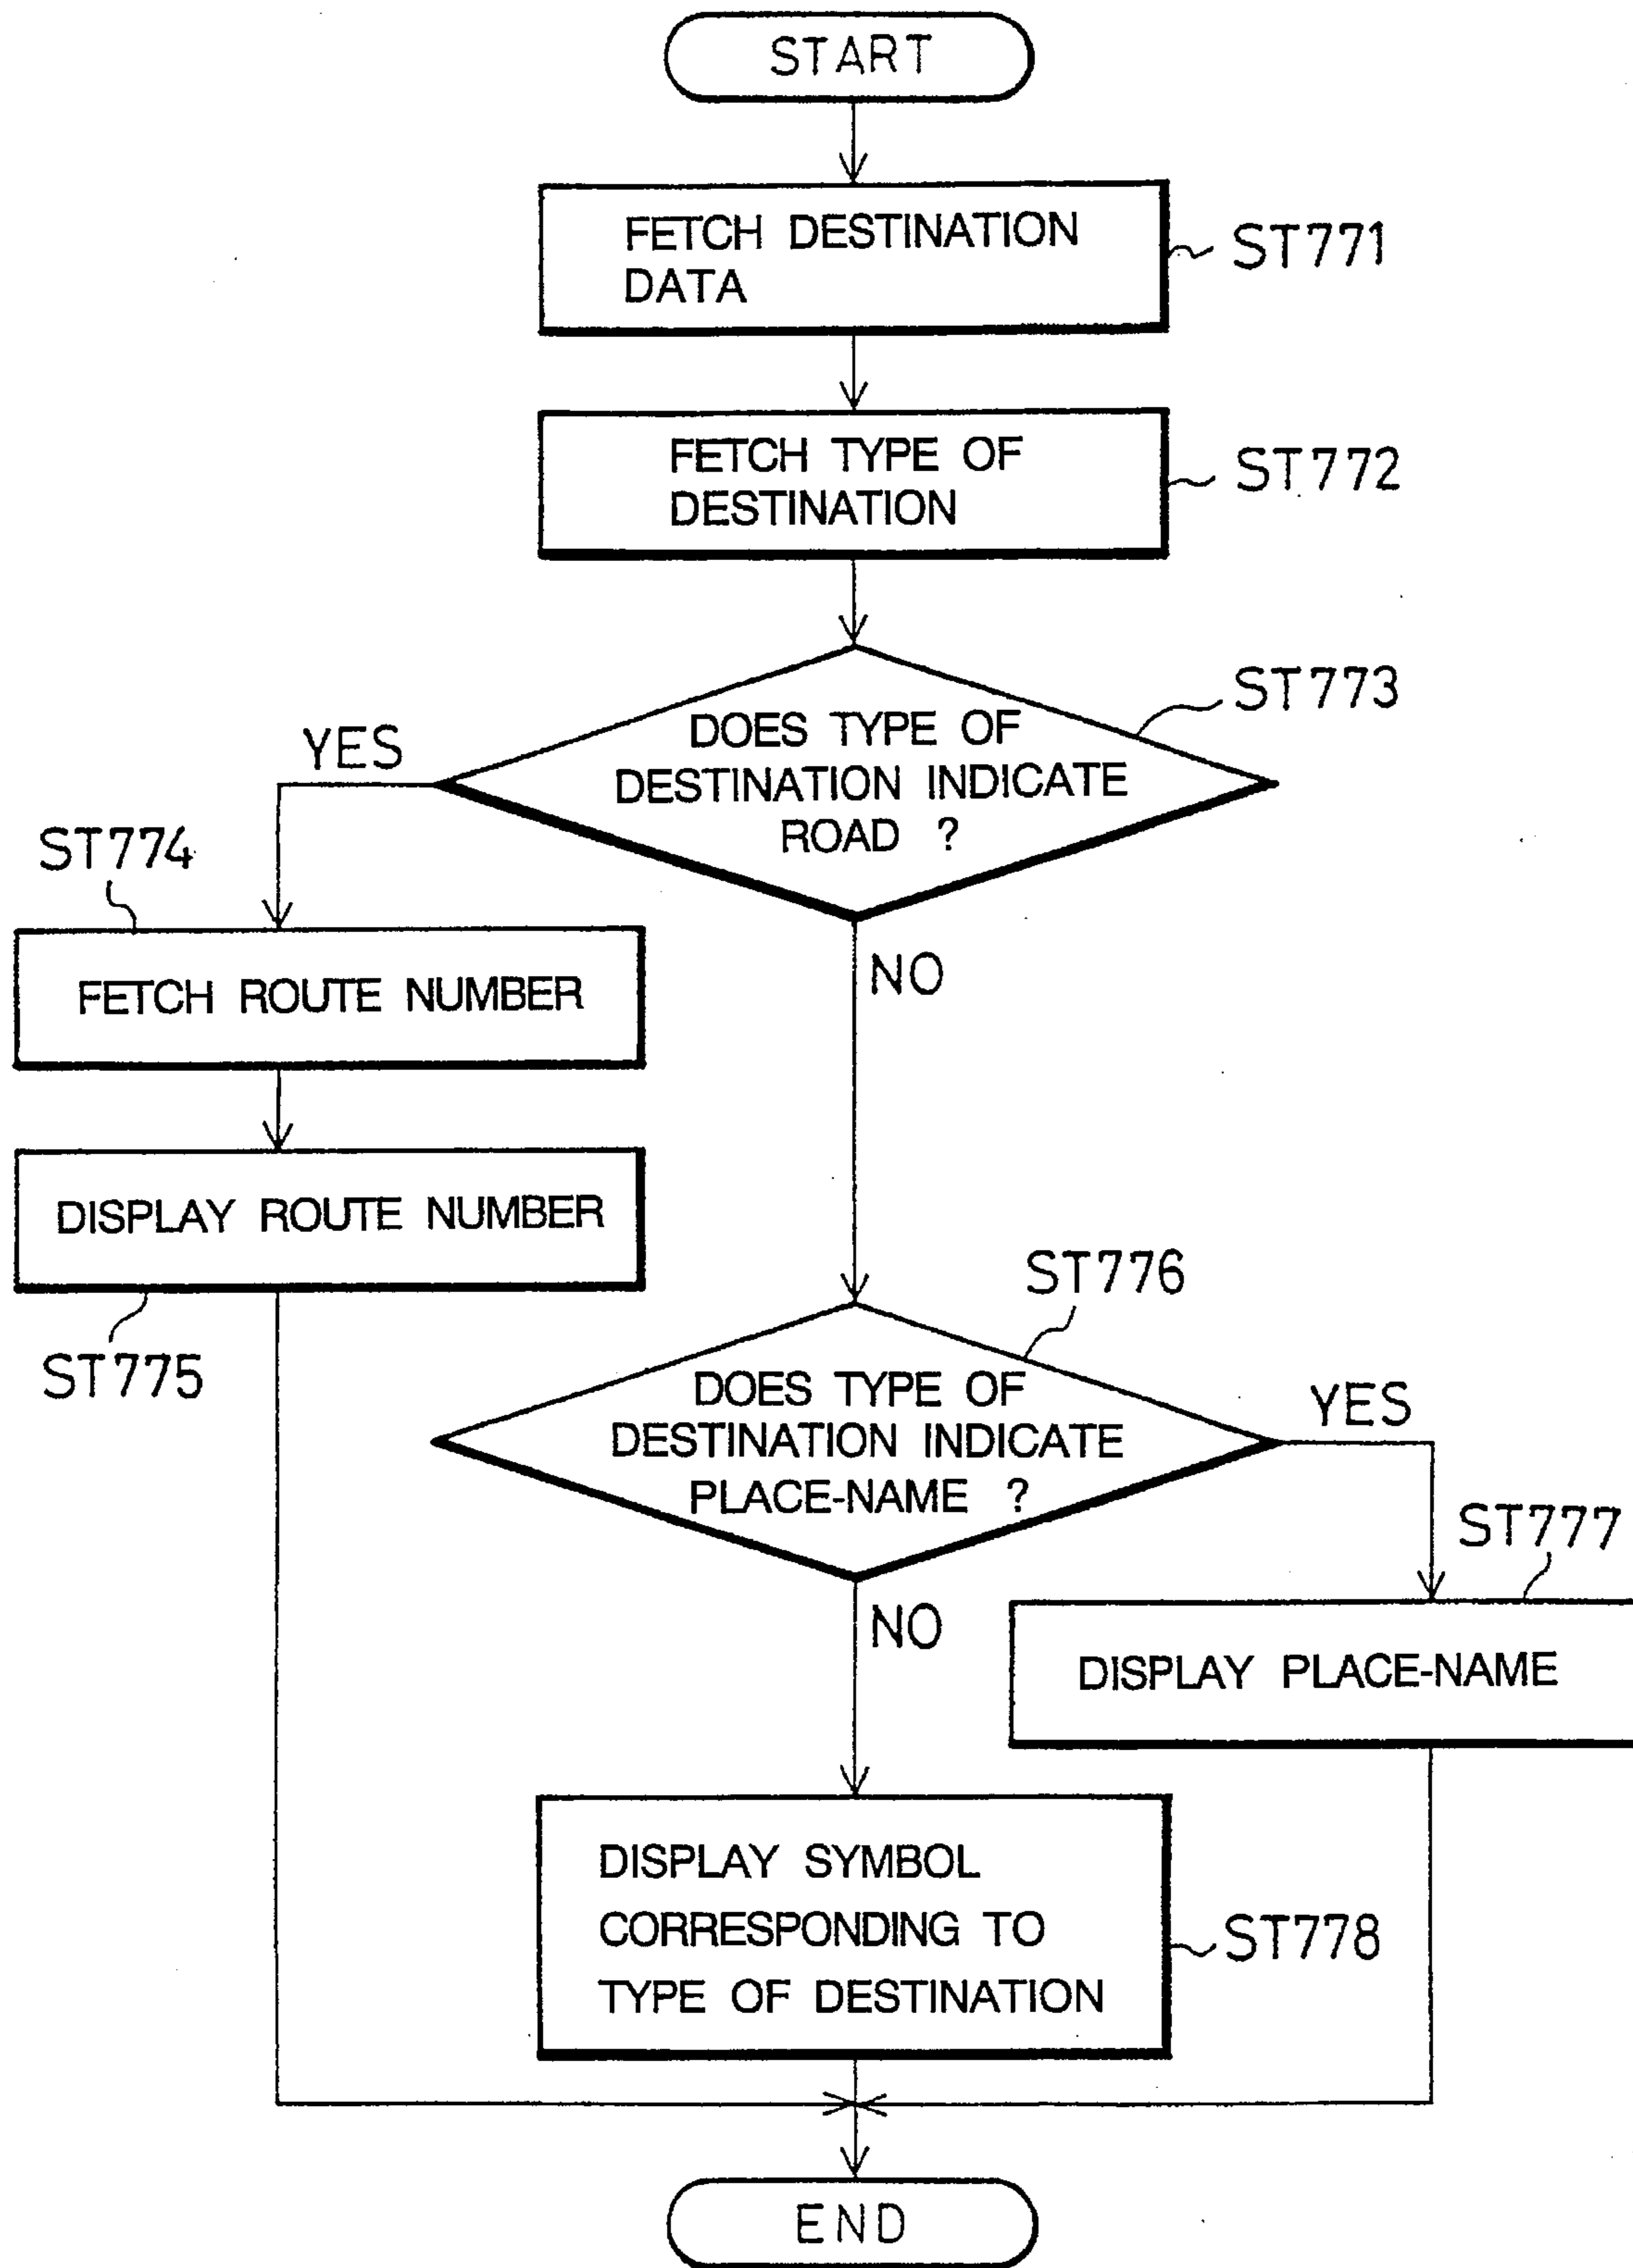 START
FETCH DESTINATION
DATA
ST771
FETCH TYPE OF
DESTINATION
ST772
DOES TYPE OF
DESTINATION INDICATE
ROAD ?
ST773
YES
NO
ST774
FETCH ROUTE NUMBER
DISPLAY ROUTE NUMBER
ST775
ST776
DOES TYPE OF
DESTINATION INDICATE
PLACE-NAME ?
YES
NO
ST777
DISPLAY PLACE-NAME
DISPLAY SYMBOL
CORRESPONDING TO
TYPE OF DESTINATION
ST778
END